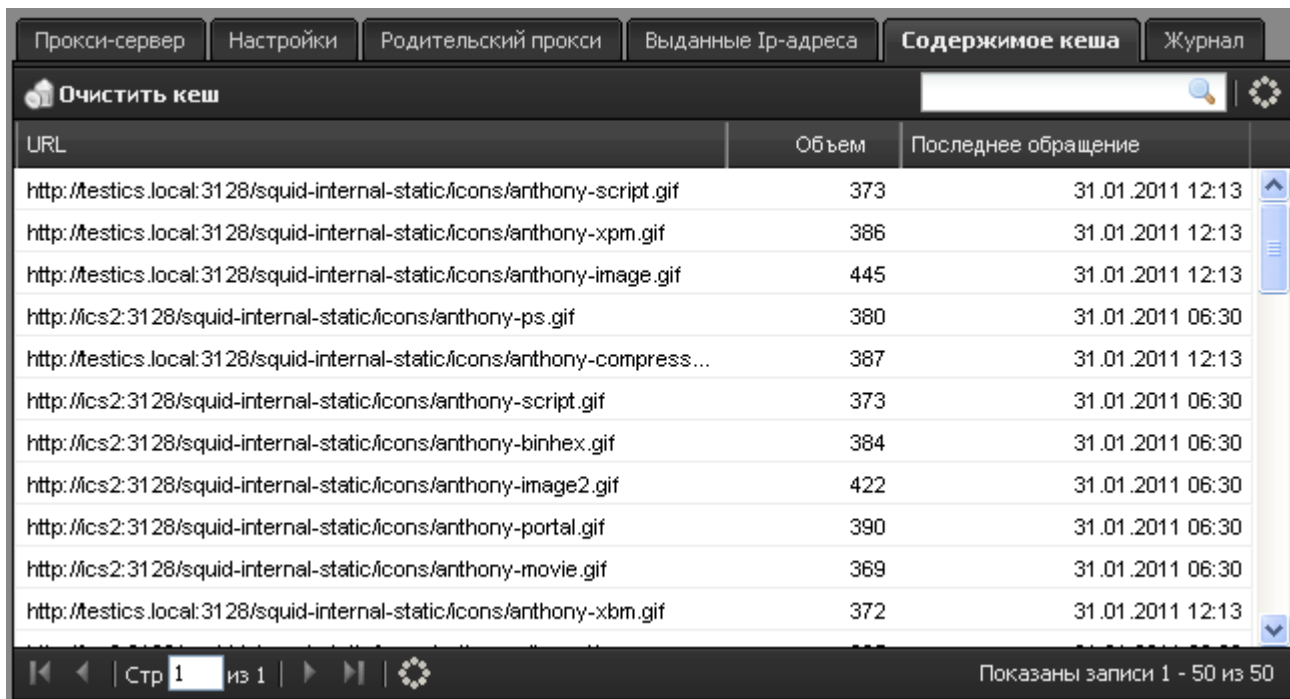 Прокси-сервер Настройки Родительский прокси Выданные Ip-адреса Содержимое кеша Журнал
Очистить кеш
URL Объем Последнее обращение
http://testics.local:3128/squid-internal-static/icons/anthony-script.gif 373 31.01.2011 12:13
http://testics.local:3128/squid-internal-static/icons/anthony-xpm.gif 386 31.01.2011 12:13
http://testics.local:3128/squid-internal-static/icons/anthony-image.gif 445 31.01.2011 12:13
http://ics2:3128/squid-internal-static/icons/anthony-ps.gif 380 31.01.2011 06:30
http://testics.local:3128/squid-internal-static/icons/anthony-compress... 387 31.01.2011 12:13
http://ics2:3128/squid-internal-static/icons/anthony-script.gif 373 31.01.2011 06:30
http://ics2:3128/squid-internal-static/icons/anthony-binhex.gif 384 31.01.2011 06:30
http://ics2:3128/squid-internal-static/icons/anthony-image2.gif 422 31.01.2011 06:30
http://ics2:3128/squid-internal-static/icons/anthony-portal.gif 390 31.01.2011 06:30
http://ics2:3128/squid-internal-static/icons/anthony-movie.gif 369 31.01.2011 06:30
http://testics.local:3128/squid-internal-static/icons/anthony-xbm.gif 372 31.01.2011 12:13
Стр 1 из 1 Показаны записи 1 - 50 из 50